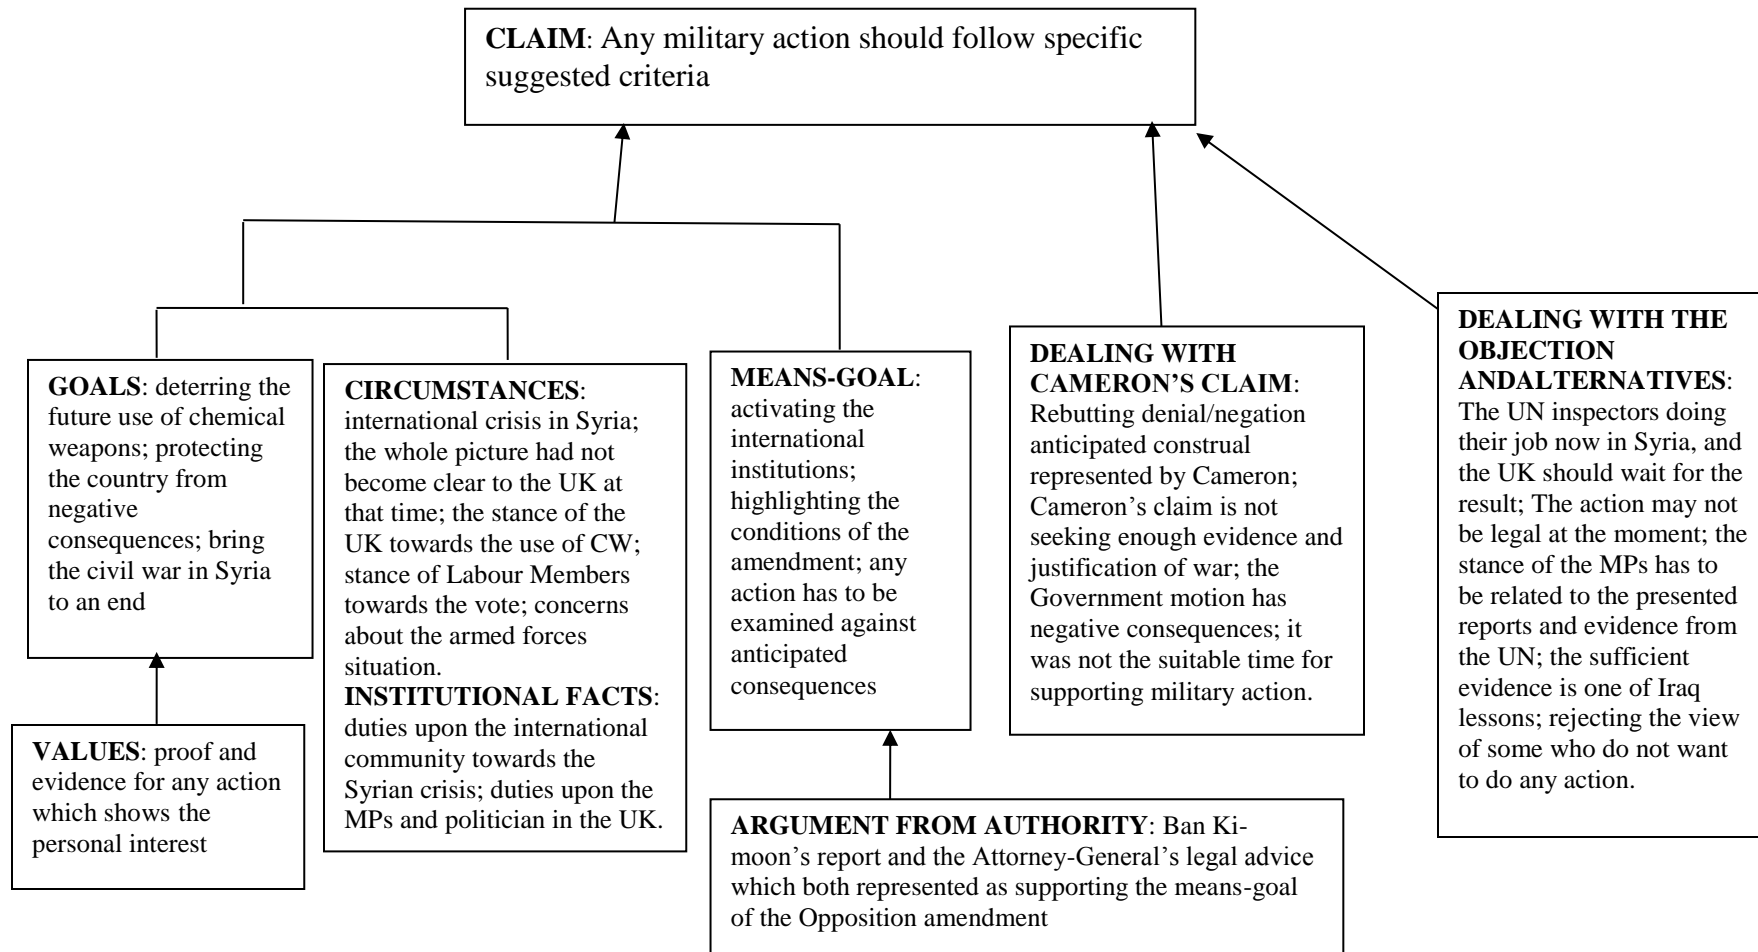 CLAIM: Any military action should follow specific
suggested criteria
GOALS: deterring the
future use of chemical
weapons; protecting
the country from
negative
consequences; bring
the civil war in Syria
to an end
CIRCUMSTANCES:
international crisis in Syria;
the whole picture had not
become clear to the UK at
that time; the stance of the
UK towards the use of CW;
stance of Labour Members
towards the vote; concerns
about the armed forces
situation.
INSTITUTIONAL FACTS:
duties upon the international
community towards the
Syrian crisis; duties upon the
MPs and politician in the UK.
MEANS-GOAL:
activating the
international
institutions;
highlighting the
conditions of the
amendment; any
action has to be
examined against
anticipated
consequences
DEALING WITH
CAMERON’S CLAIM:
Rebutting denial/negation
anticipated construal
represented by Cameron;
Cameron’s claim is not
seeking enough evidence and
justification of war; the
Government motion has
negative consequences; it
was not the suitable time for
supporting military action.
DEALING WITH THE
OBJECTION
ANDALTERNATIVES:
The UN inspectors doing
their job now in Syria, and
the UK should wait for the
result; The action may not
be legal at the moment; the
stance of the MPs has to
be related to the presented
reports and evidence from
the UN; the sufficient
evidence is one of Iraq
lessons; rejecting the view
of some who do not want
to do any action.
VALUES: proof and
evidence for any action
which shows the
personal interest
ARGUMENT FROM AUTHORITY: Ban Ki-
moon’s report and the Attorney-General’s legal advice
which both represented as supporting the means-goal
of the Opposition amendment